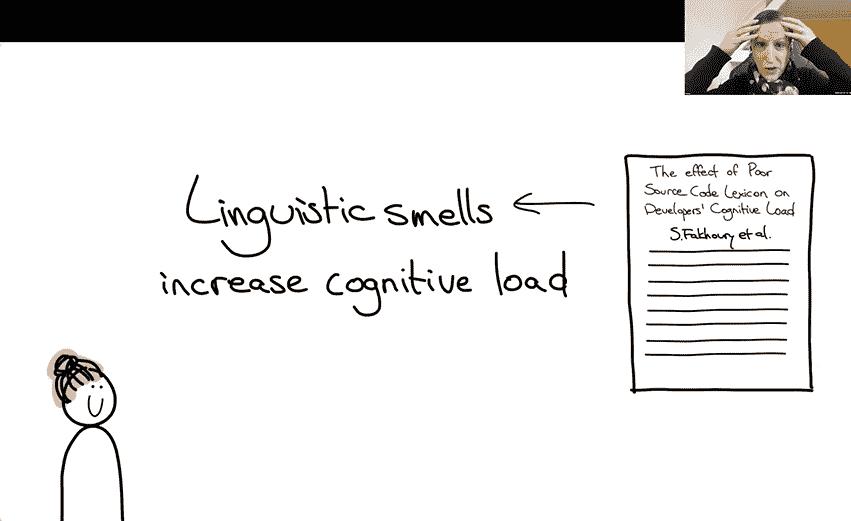 Linguistic smells
increase cognitive load
The effect of Poor
Source Code Lexicon on
Developers' Cognitive Load
S.Fakhoury et al.